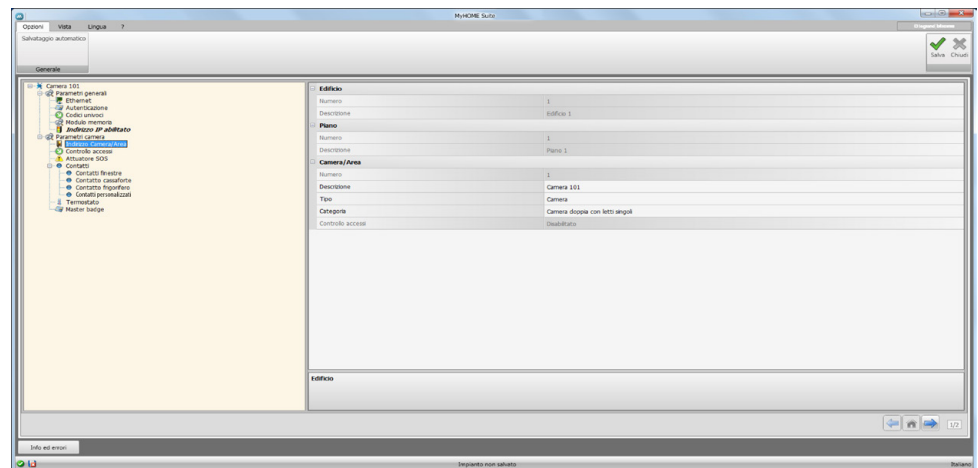 MyHOME Suite
Opzioni Vista Lingua ?
Salvataggio automatico
Generale
Salva Chiudi
Camera 101
Parametri generali
Ethernet
Autenticazione
Codici univoci
Modulo memoria
Indirizzo IP abilitato
Parametri camera
Indirizzo Camera/Area
Controllo accessi
Attuatore SOS
Contatti
Contatti finestre
Contatto cassaforte
Contatto frigorifero
Contatti personalizzati
Termostato
Master badge
Edificio
Numero 1
Descrizione Edificio 1
Piano
Numero 1
Descrizione Piano 1
Camera/Area
Numero 1
Descrizione Camera 101
Tipo Camera
Categoria Camera doppia con letti singoli
Controllo accessi Disabilitato
Edificio
1/2
Info ed errori
Impianto non salvato Italiano